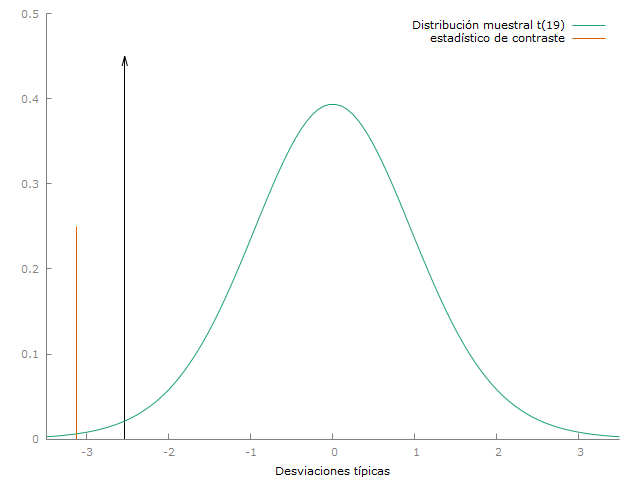 0.5
Distribución muestral t(19)
estadístico de contraste
0.4
0.3
0.2
0.1
0
-3 -2 -1 0 1 2 3
Desviaciones típicas